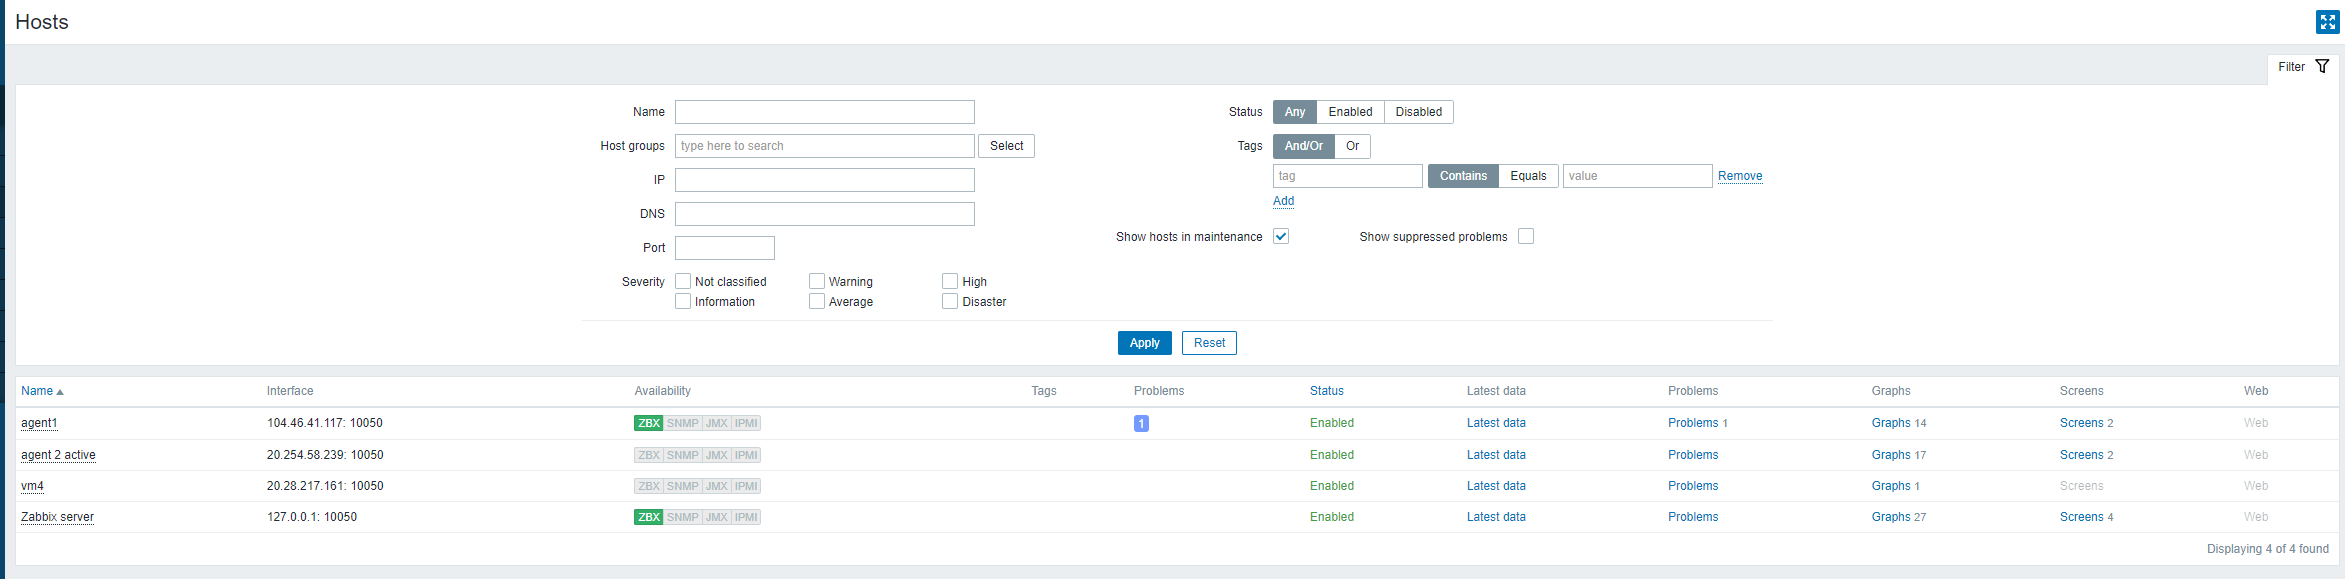 Hosts
Filter
Name
Status Any Enabled Disabled
Host groups type here to search Select
Tags And/Or Or
IP
tag Contains Equals value Remove
Add
DNS
Show hosts in maintenance Show suppressed problems
Port
Severity Not classified Warning High
Information Average Disaster
Apply Reset
Name Interface Availability Tags Problems Status Latest data Problems Graphs Screens Web
agent1 104.46.41.117: 10050 ZBX SNMP JMX IPMI 1 Enabled Latest data Problems 1 Graphs 14 Screens 2 Web
agent 2 active 20.254.58.239: 10050 ZBX SNMP JMX IPMI Enabled Latest data Problems Graphs 17 Screens 2 Web
vm4 20.28.217.161: 10050 ZBX SNMP JMX IPMI Enabled Latest data Problems Graphs 1 Screens Web
Zabbix server 127.0.0.1: 10050 ZBX SNMP JMX IPMI Enabled Latest data Problems Graphs 27 Screens 4 Web
Displaying 4 of 4 found